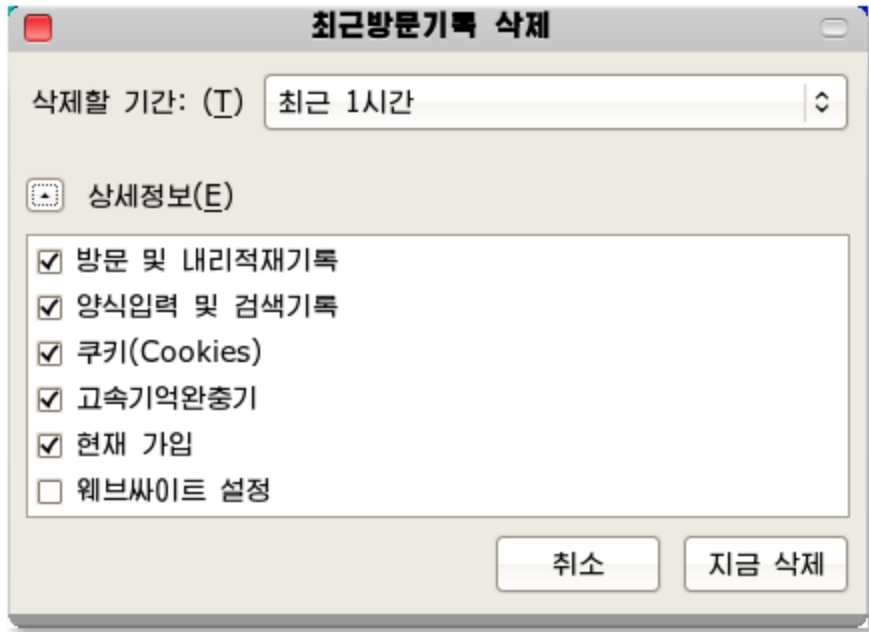 최근방문기록 삭제
삭제할 기간: (T) 최근 1시간
상세정보(E)
방문 및 내리적재기록
양식입력 및 검색기록
쿠키(Cookies)
고속기억완충기
현재 가입
웨브싸이트 설정
취소 지금 삭제